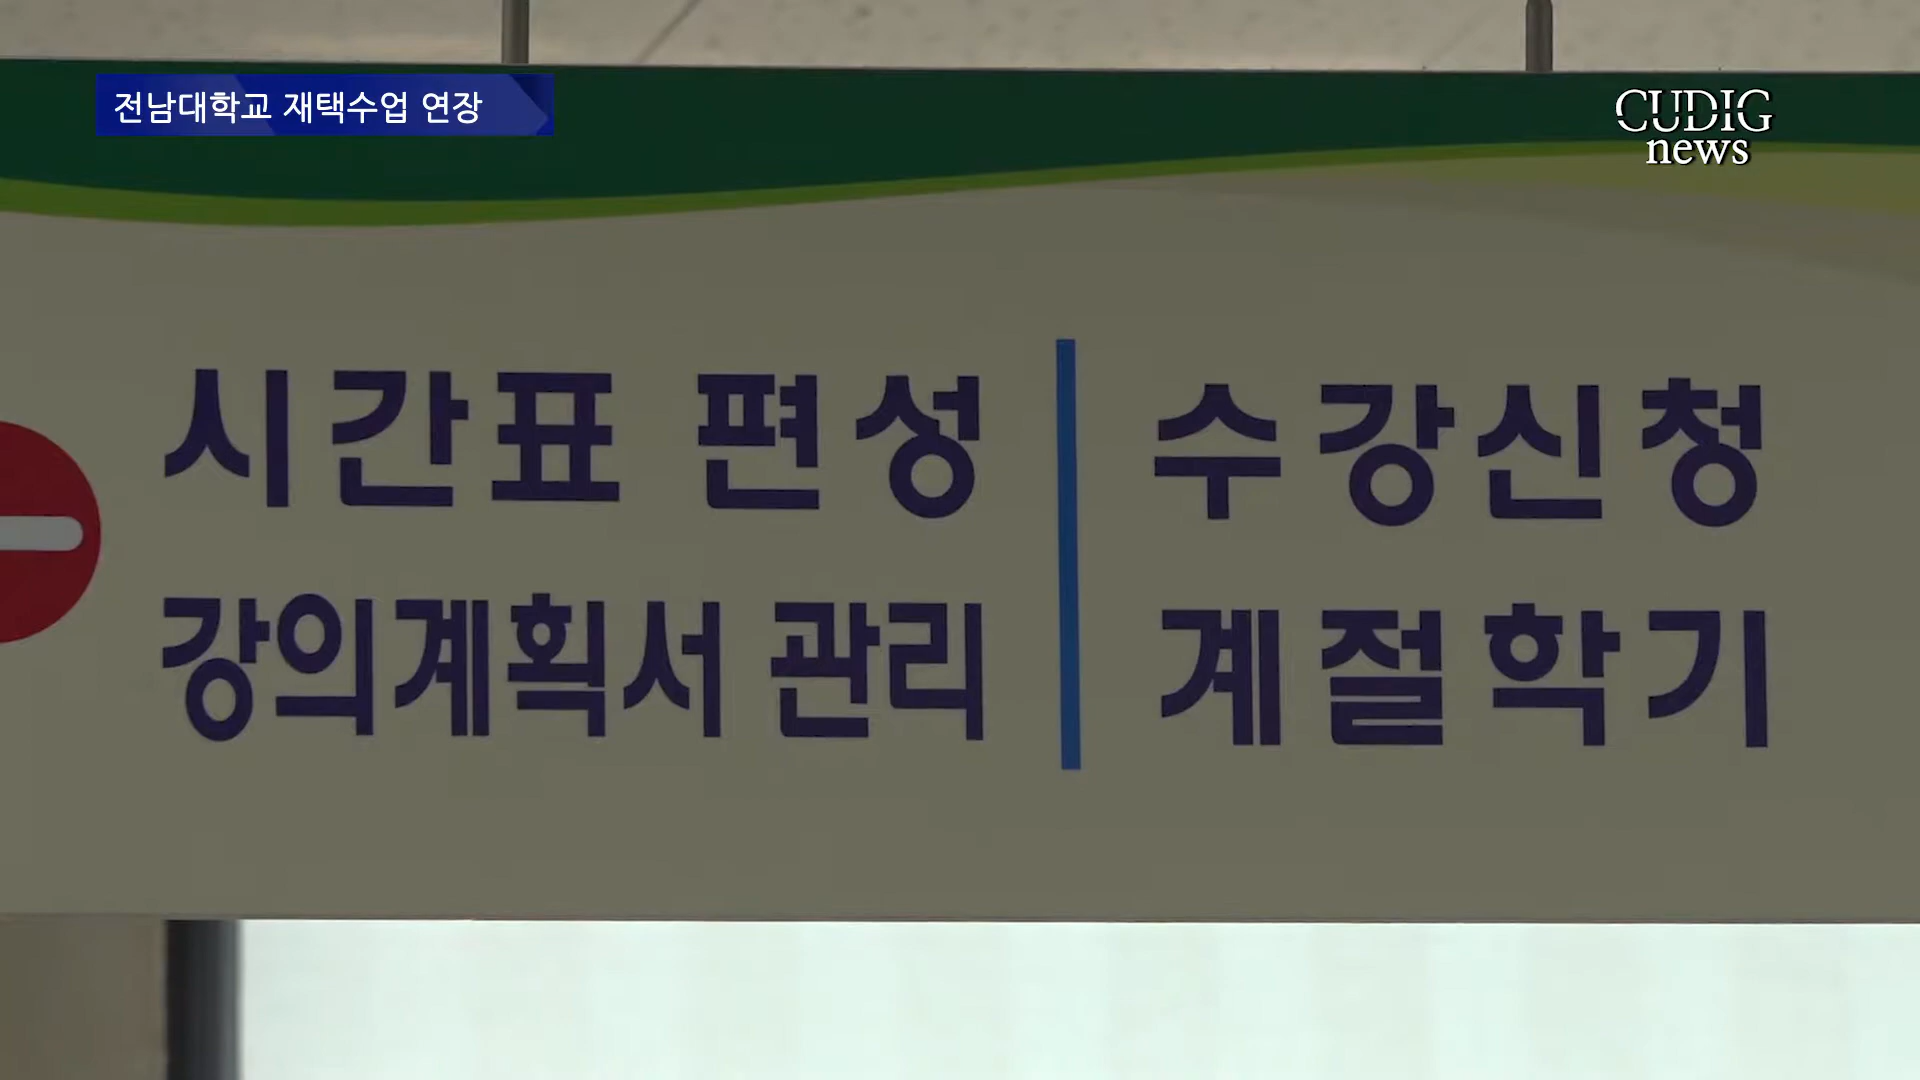 전남대학교 재택수업 연장
CUDIG
news
시간표 편성
강의계획서 관리
수강신청
계절학기